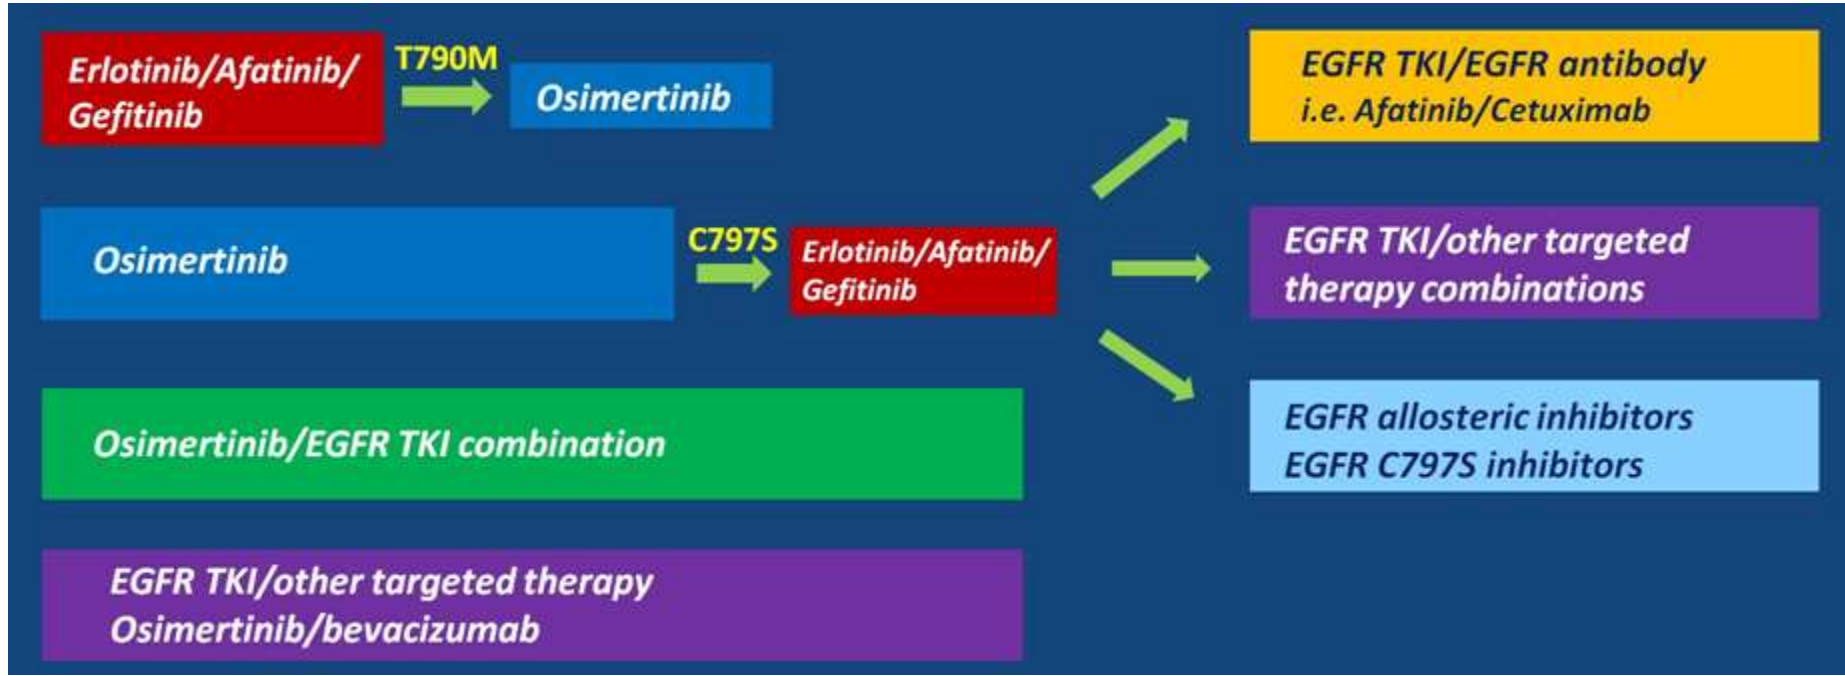 Erlotinib/Afatinib/
Gefitinib
T790M
Osimertinib
EGFR TKI/EGFR antibody
i.e. Afatinib/Cetuximab
Osimertinib
C797S
Erlotinib/Afatinib/
Gefitinib
EGFR TKI/other targeted
therapy combinations
Osimertinib/EGFR TKI combination
EGFR allosteric inhibitors
EGFR C797S inhibitors
EGFR TKI/other targeted therapy
Osimertinib/bevacizumab